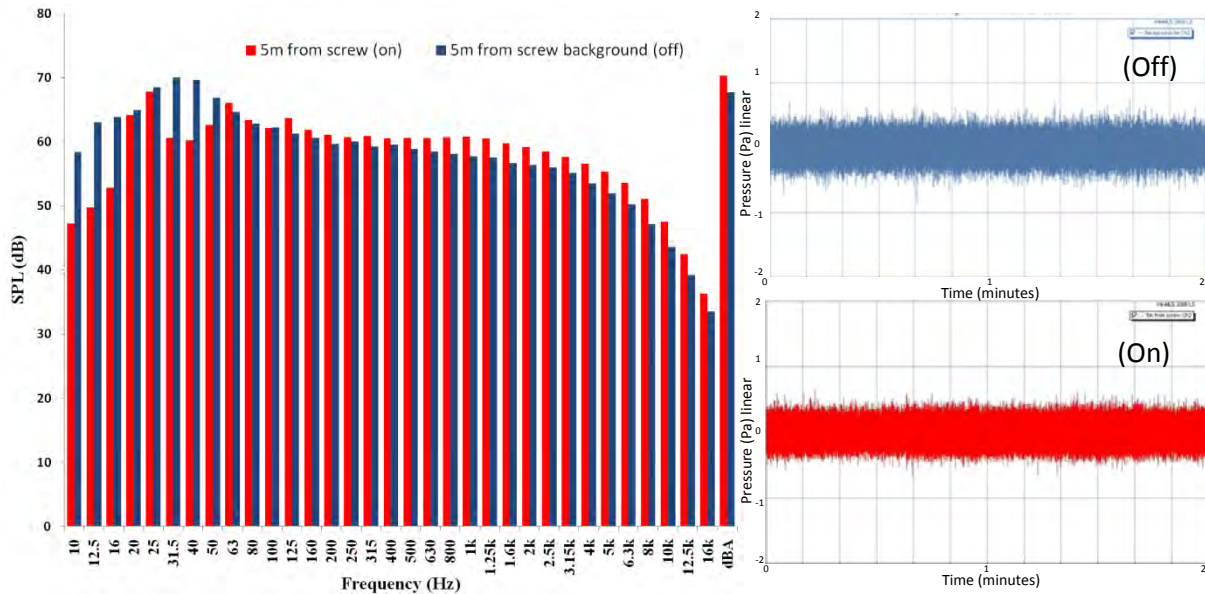 80
70
60
50
40
30
20
10
0
SPL (dB)
5m from screw (on)
5m from screw background (off)
10
12.5
16
20
25
31.5
40
50
63
80
100
125
160
200
250
315
400
500
630
800
1k
1.25k
1.6k
2k
2.5k
3.15k
4k
5k
6.3k
8k
10k
12.5k
16k
dBA
Frequency (Hz)
2
1
0
-1
-2
Pressure (Pa) linear
(Off)
0
1
2
Time (minutes)
2
1
0
-1
-2
Pressure (Pa) linear
(On)
0
1
2
Time (minutes)